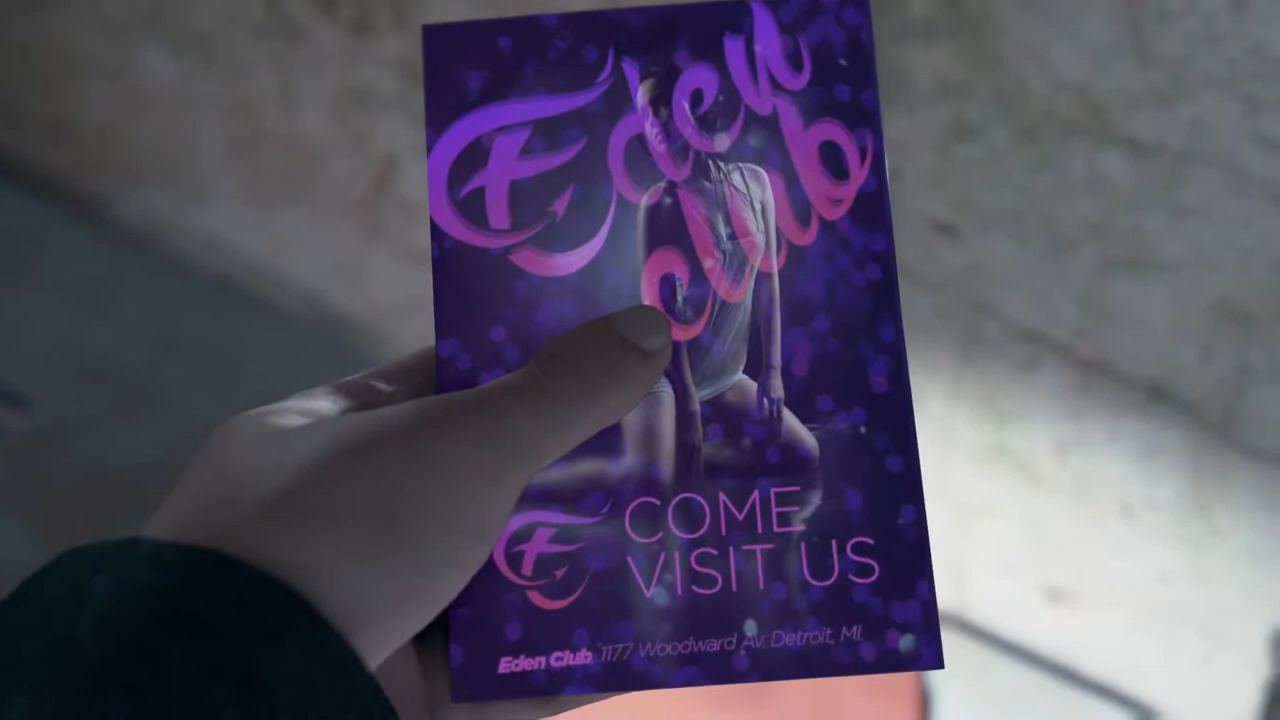 Eden
Club
COME
VISIT US
Eden Club, 1177 Woodward Av. Detroit, MI.